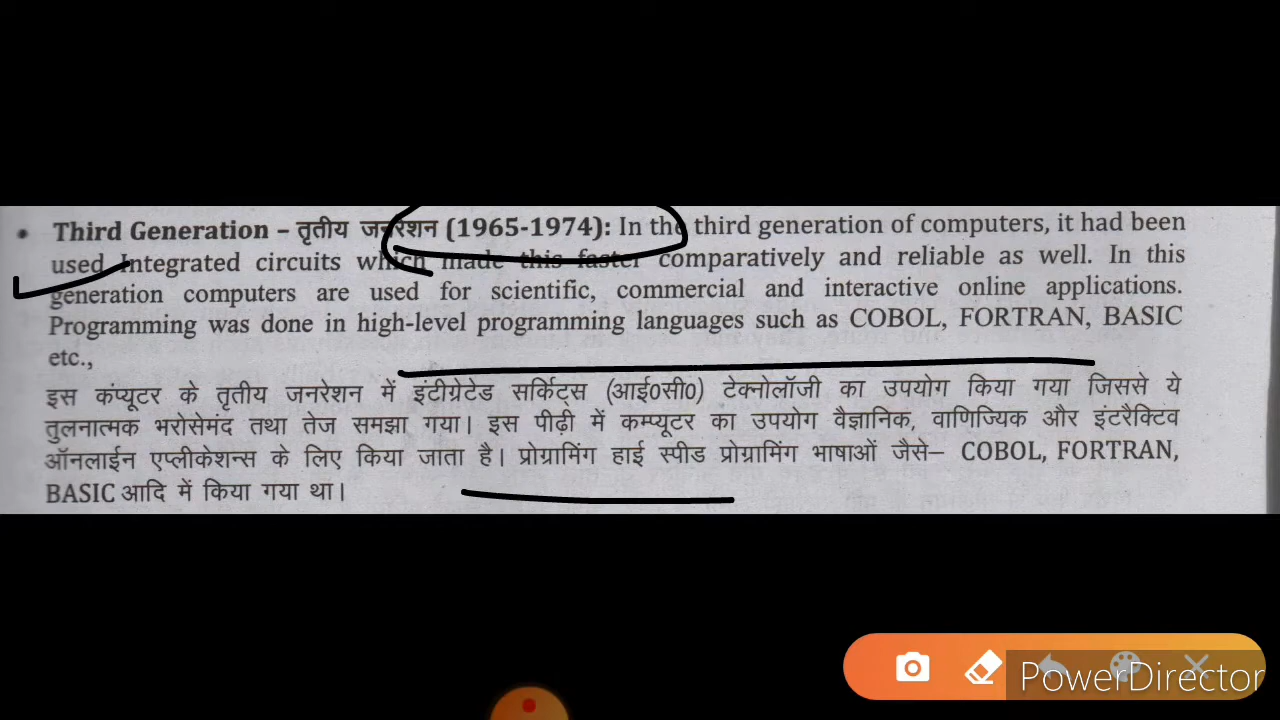 • Third Generation – तृतीय जनरेशन (1965-1974): In the third generation of computers, it had been
used Integrated circuits which made this faster comparatively and reliable as well. In this
generation computers are used for scientific, commercial and interactive online applications.
Programming was done in high-level programming languages such as COBOL, FORTRAN, BASIC
etc.,
इस कंप्यूटर के तृतीय जनरेशन में इंटीग्रेटेड सर्किट्स (आई0सी0) टेक्नोलॉजी का उपयोग किया गया जिससे ये
तुलनात्मक भरोसेमंद तथा तेज समझा गया। इस पीढ़ी में कम्प्यूटर का उपयोग वैज्ञानिक, वाणिज्यिक और इंटरैक्टिव
ऑनलाईन एप्लीकेशन्स के लिए किया जाता है। प्रोग्रामिंग हाई स्पीड प्रोग्रामिंग भाषाओं जैसे– COBOL, FORTRAN,
BASIC आदि में किया गया था।
PowerDirector